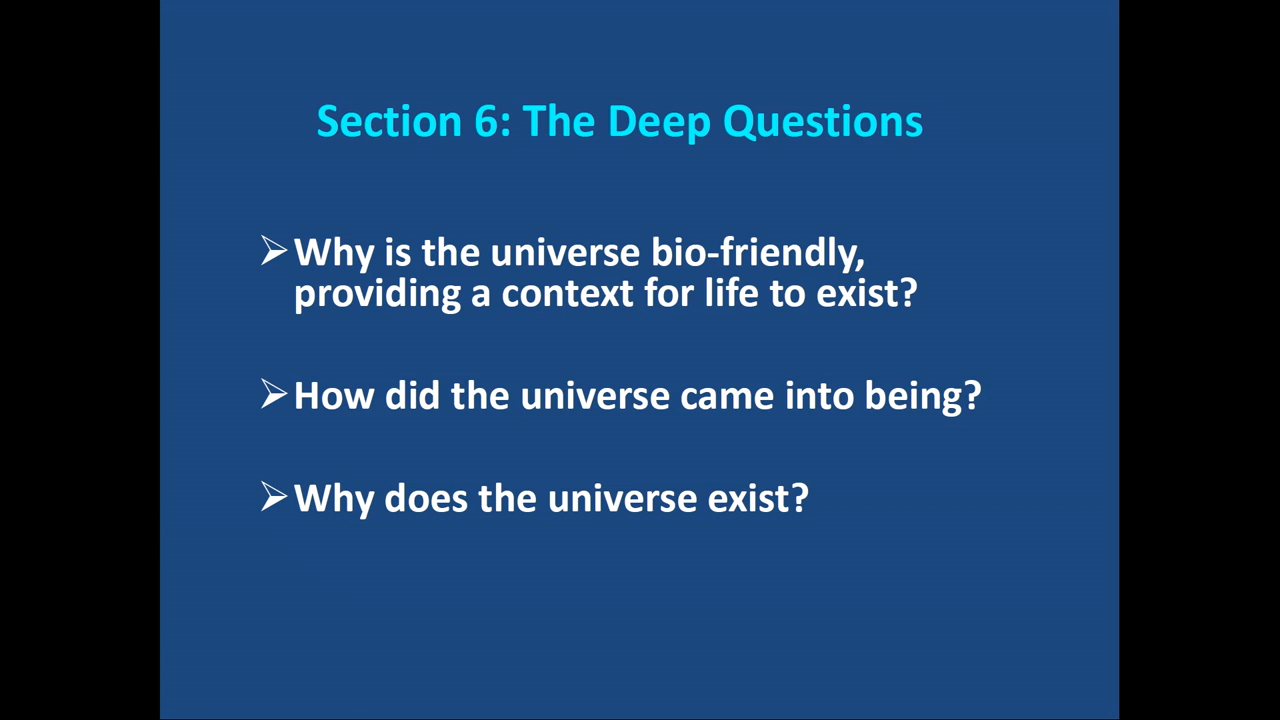 Section 6: The Deep Questions
Why is the universe bio-friendly,
providing a context for life to exist?
How did the universe came into being?
Why does the universe exist?